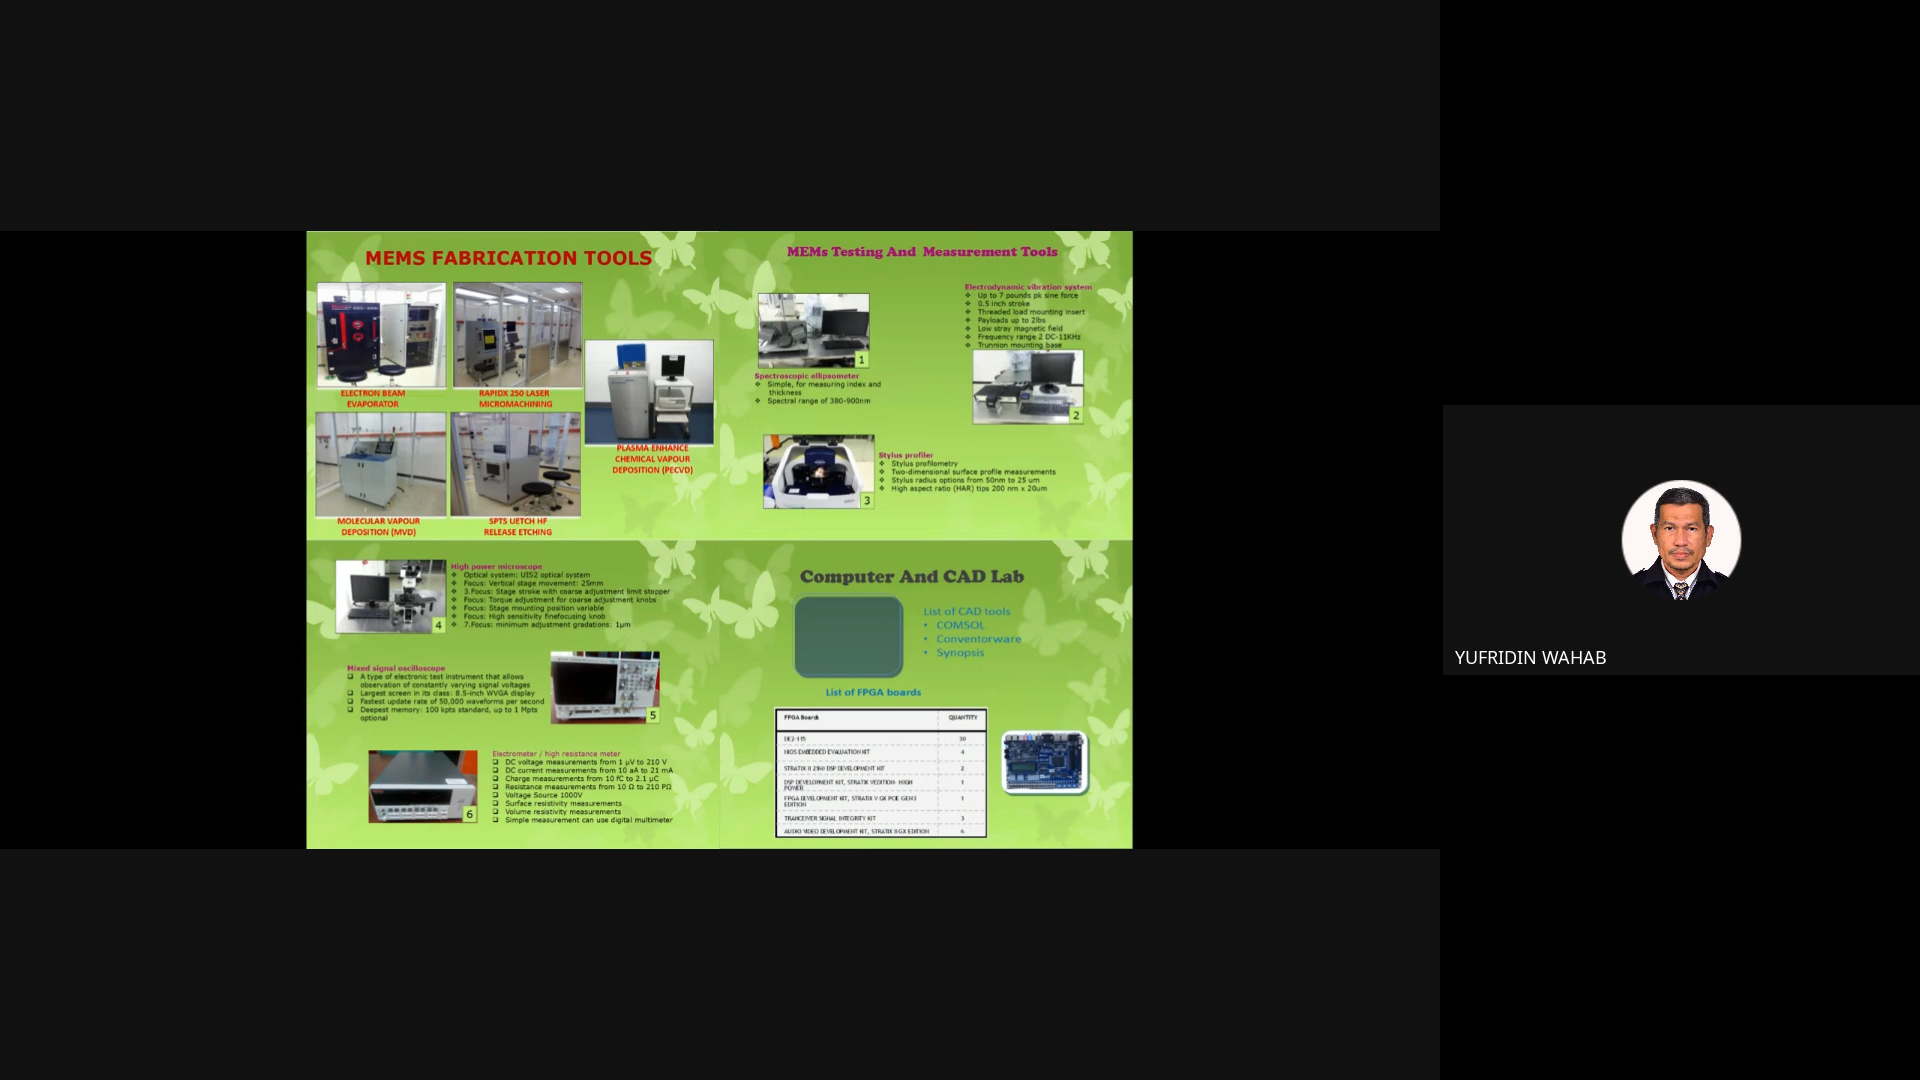 MEMS FABRICATION TOOLS
ELECTRON BEAM
EVAPORATOR
RAPIDX 250 LASER
MICROMACHINING
PLASMA ENHANCE
CHEMICAL VAPOUR
DEPOSITION (PECVD)
MOLECULAR VAPOUR
DEPOSITION (MVD)
SPTS UETCH HF
RELEASE ETCHING
MEMs Testing And Measurement Tools
1
Spectroscopic ellipsometer
❖ Simple, for measuring index and
thickness
❖ Spectral range of 380-900nm
Electrodynamic vibration system
❖ Up to 7 pounds pk sine force
❖ 0.5 inch stroke
❖ Threaded load mounting insert
❖ Payloads up to 2lbs
❖ Low stray magnetic field
❖ Frequency range 2 DC-11KHz
❖ Trunnion mounting base
2
3
Stylus profiler
❖ Stylus profilometry
❖ Two-dimensional surface profile measurements
❖ Stylus radius options from 50nm to 25 um
❖ High aspect ratio (HAR) tips 200 nm x 20um
4
High power microscope
❖ Optical system: UIS2 optical system
❖ Focus: Vertical stage movement: 25mm
❖ 3.Focus: Stage stroke with coarse adjustment limit stopper
❖ Focus: Torque adjustment for coarse adjustment knobs
❖ Focus: Stage mounting position variable
❖ Focus: High sensitivity finefocusing knob
❖ 7.Focus: minimum adjustment gradations: 1µm
Mixed signal oscilloscope
❑ A type of electronic test instrument that allows
observation of constantly varying signal voltages
❑ Largest screen in its class: 8.5-inch WVGA display
❑ Fastest update rate of 50,000 waveforms per second
❑ Deepest memory: 100 kpts standard, up to 1 Mpts
optional
5
6
Electrometer / high resistance meter
❑ DC voltage measurements from 1 µV to 210 V
❑ DC current measurements from 10 aA to 21 mA
❑ Charge measurements from 10 fC to 2.1 µC
❑ Resistance measurements from 10 Ω to 210 PΩ
❑ Voltage Source 1000V
❑ Surface resistivity measurements
❑ Volume resistivity measurements
❑ Simple measurement can use digital multimeter
Computer And CAD Lab
List of CAD tools
• COMSOL
• Conventorware
• Synopsis
List of FPGA boards
FPGA Boards QUANTITY
DE2-115 30
NIOS EMBEDDED EVALUATION KIT 4
STRATIX II DSP DEVELOPMENT KIT 2
DSP DEVELOPMENT KIT, STRATIX HIGH 1
POWER
FPGA DEVELOPMENT KIT, STRATIX V GX PCIE GEN3 1
EDITION
TRANCEIVER SIGNAL INTEGRITY KIT 3
AUDIO VIDEO DEVELOPMENT KIT, STRATIX II GX EDITION 6
YUFRIDIN WAHAB